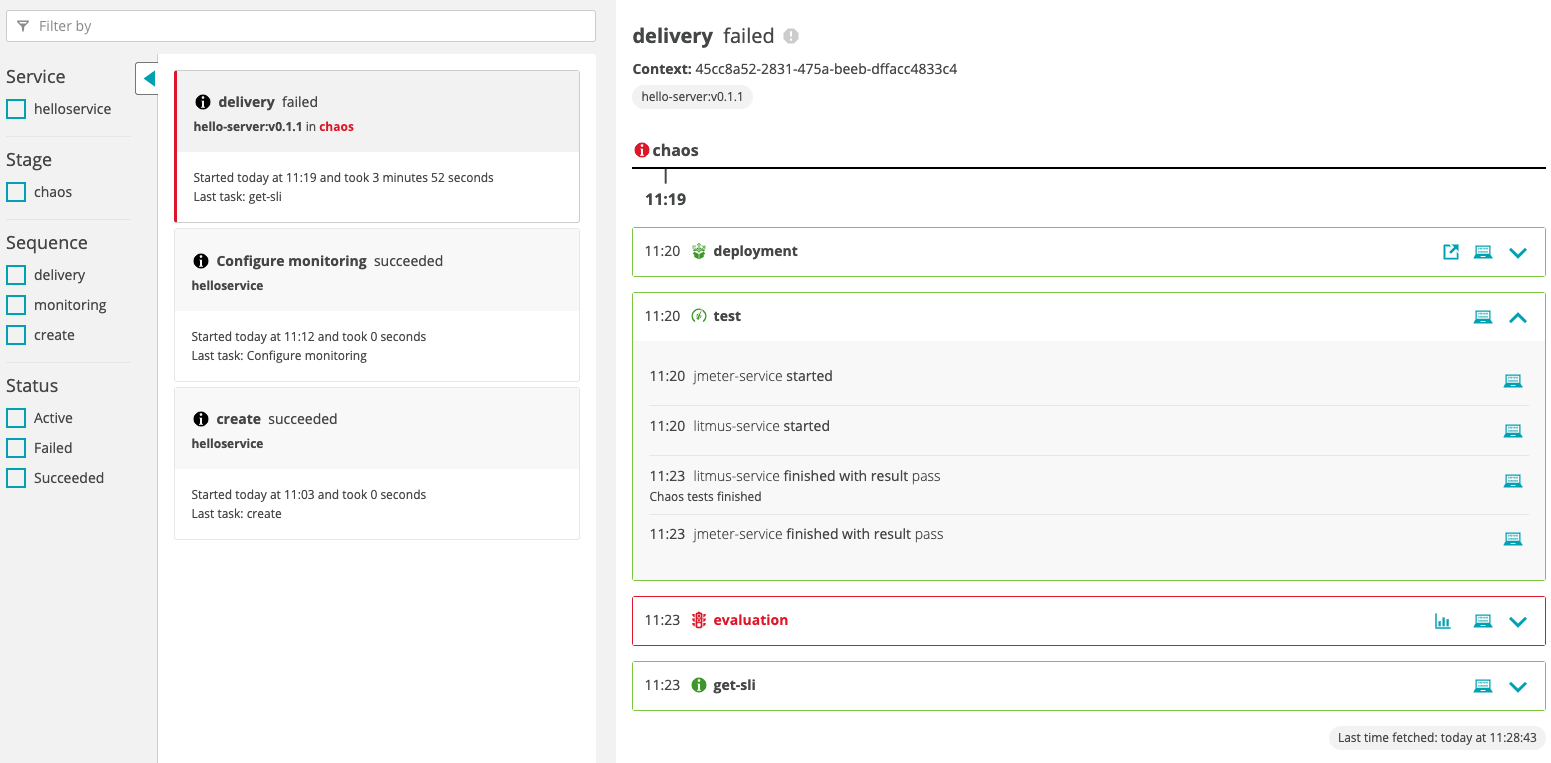 Filter by
Service
helloservice
Stage
chaos
Sequence
delivery
monitoring
create
Status
Active
Failed
Succeeded
delivery failed
hello-server:v0.1.1 in chaos
Started today at 11:19 and took 3 minutes 52 seconds
Last task: get-sli
Configure monitoring succeeded
helloservice
Started today at 11:12 and took 0 seconds
Last task: Configure monitoring
create succeeded
helloservice
Started today at 11:03 and took 0 seconds
Last task: create
delivery failed
Context: 45cc8a52-2831-475a-beeb-dffacc4833c4
hello-server:v0.1.1
chaos
11:19
11:20 deployment
11:20 test
11:20 jmeter-service started
11:20 litmus-service started
11:23 litmus-service finished with result pass
Chaos tests finished
11:23 jmeter-service finished with result pass
11:23 evaluation
11:23 get-sli
Last time fetched: today at 11:28:43